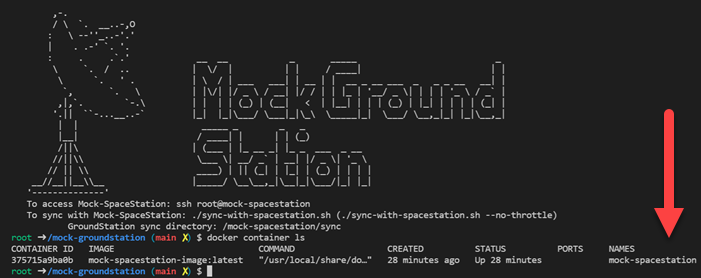 Mock Ground
Station
To access Mock-SpaceStation: ssh root@mock-spacestation
To sync with Mock-SpaceStation: ./sync-with-spacestation.sh (./sync-with-spacestation.sh --no-throttle)
GroundStation sync directory: /mock-spacestation/sync
root ➜/mock-groundstation (main ✗) $ docker container ls
CONTAINER ID IMAGE COMMAND CREATED STATUS PORTS NAMES
375715a9ba0b mock-spacestation-image:latest "/usr/local/share/do…" 28 minutes ago Up 28 minutes mock-spacestation
root ➜/mock-groundstation (main ✗) $